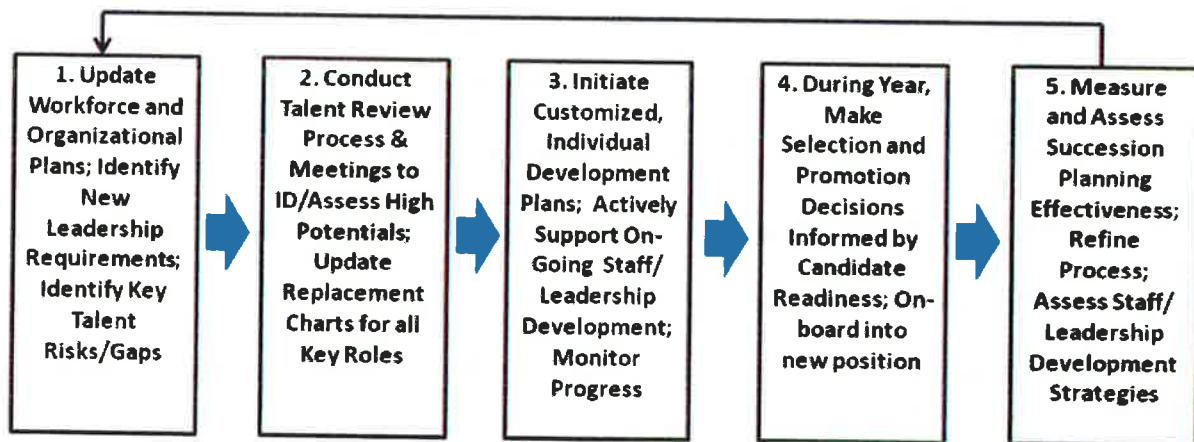 1. Update
Workforce and
Organizational
Plans; Identify
New
Leadership
Requirements;
Identify Key
Talent
Risks/Gaps
2. Conduct
Talent Review
Process &
Meetings to
ID/Assess High
Potentials;
Update
Replacement
Charts for all
Key Roles
3. Initiate
Customized,
Individual
Development
Plans; Actively
Support On-
Going Staff/
Leadership
Development;
Monitor
Progress
4. During Year,
Make
Selection and
Promotion
Decisions
Informed by
Candidate
Readiness; On-
board into
new position
5. Measure
and Assess
Succession
Planning
Effectiveness;
Refine
Process;
Assess Staff/
Leadership
Development
Strategies